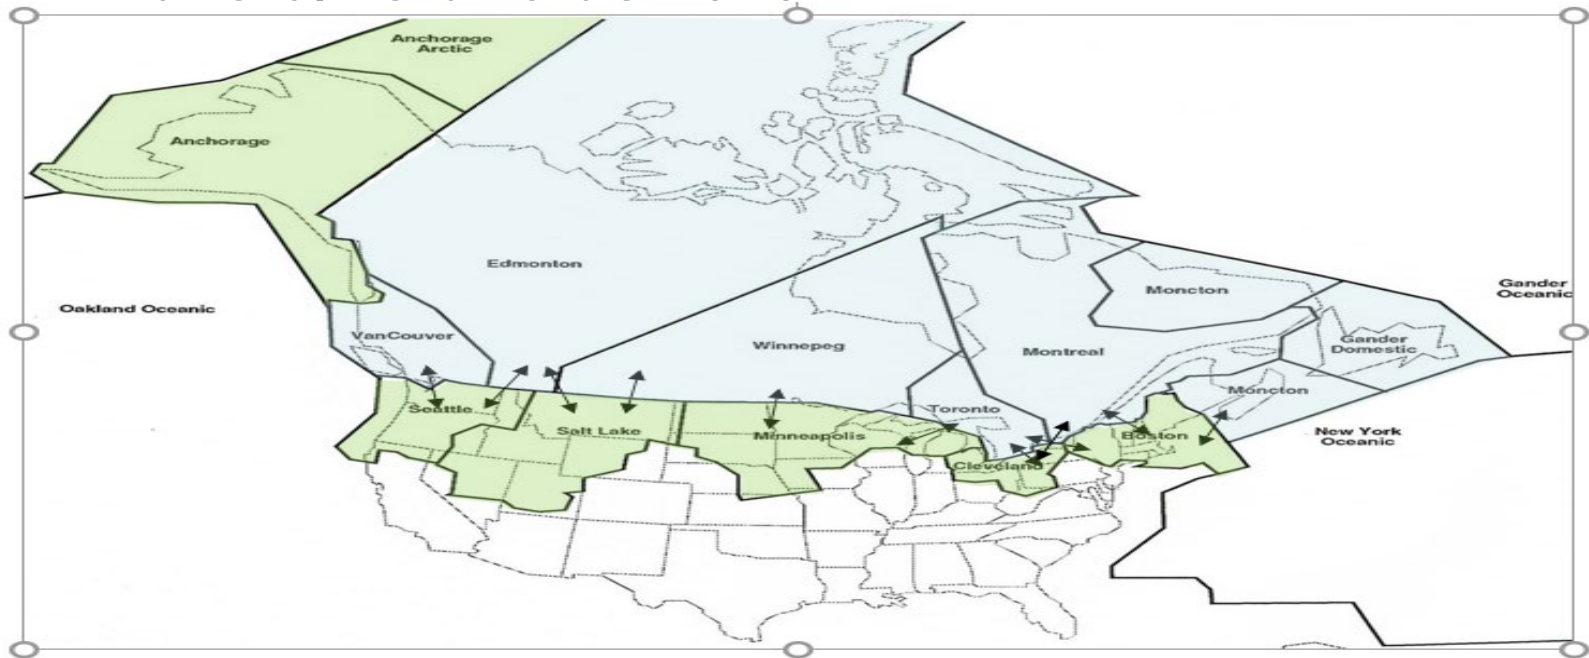 Anchorage
Arctic
Anchorage
Edmonton
Oakland Oceanic
VanCouver
Winnepeg
Montreal
Moncton
Gander
Oceanic
Gander
Domestic
Moncton
Toronto
Seattle
Salt Lake
Minneapolis
Cleveland
Boston
New York
Oceanic